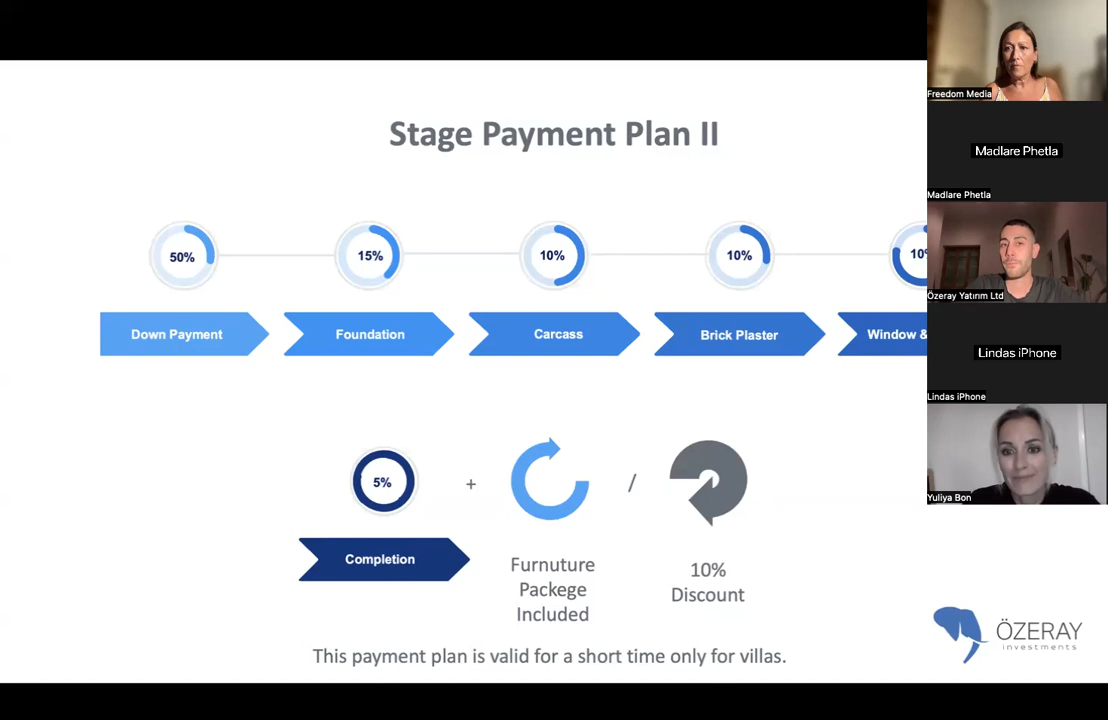 Stage Payment Plan II
50%
15%
10%
10%
10%
Down Payment
Foundation
Carcass
Brick Plaster
Window &
5%
+
/
Completion
Furnuture
Packege
Included
10%
Discount
This payment plan is valid for a short time only for villas.
Freedom Media
Madlare Phetla
Madlare Phetla
Özeray Yatırım Ltd
Lindas iPhone
Lindas iPhone
Yuliya Bon
ÖZERAY
investments